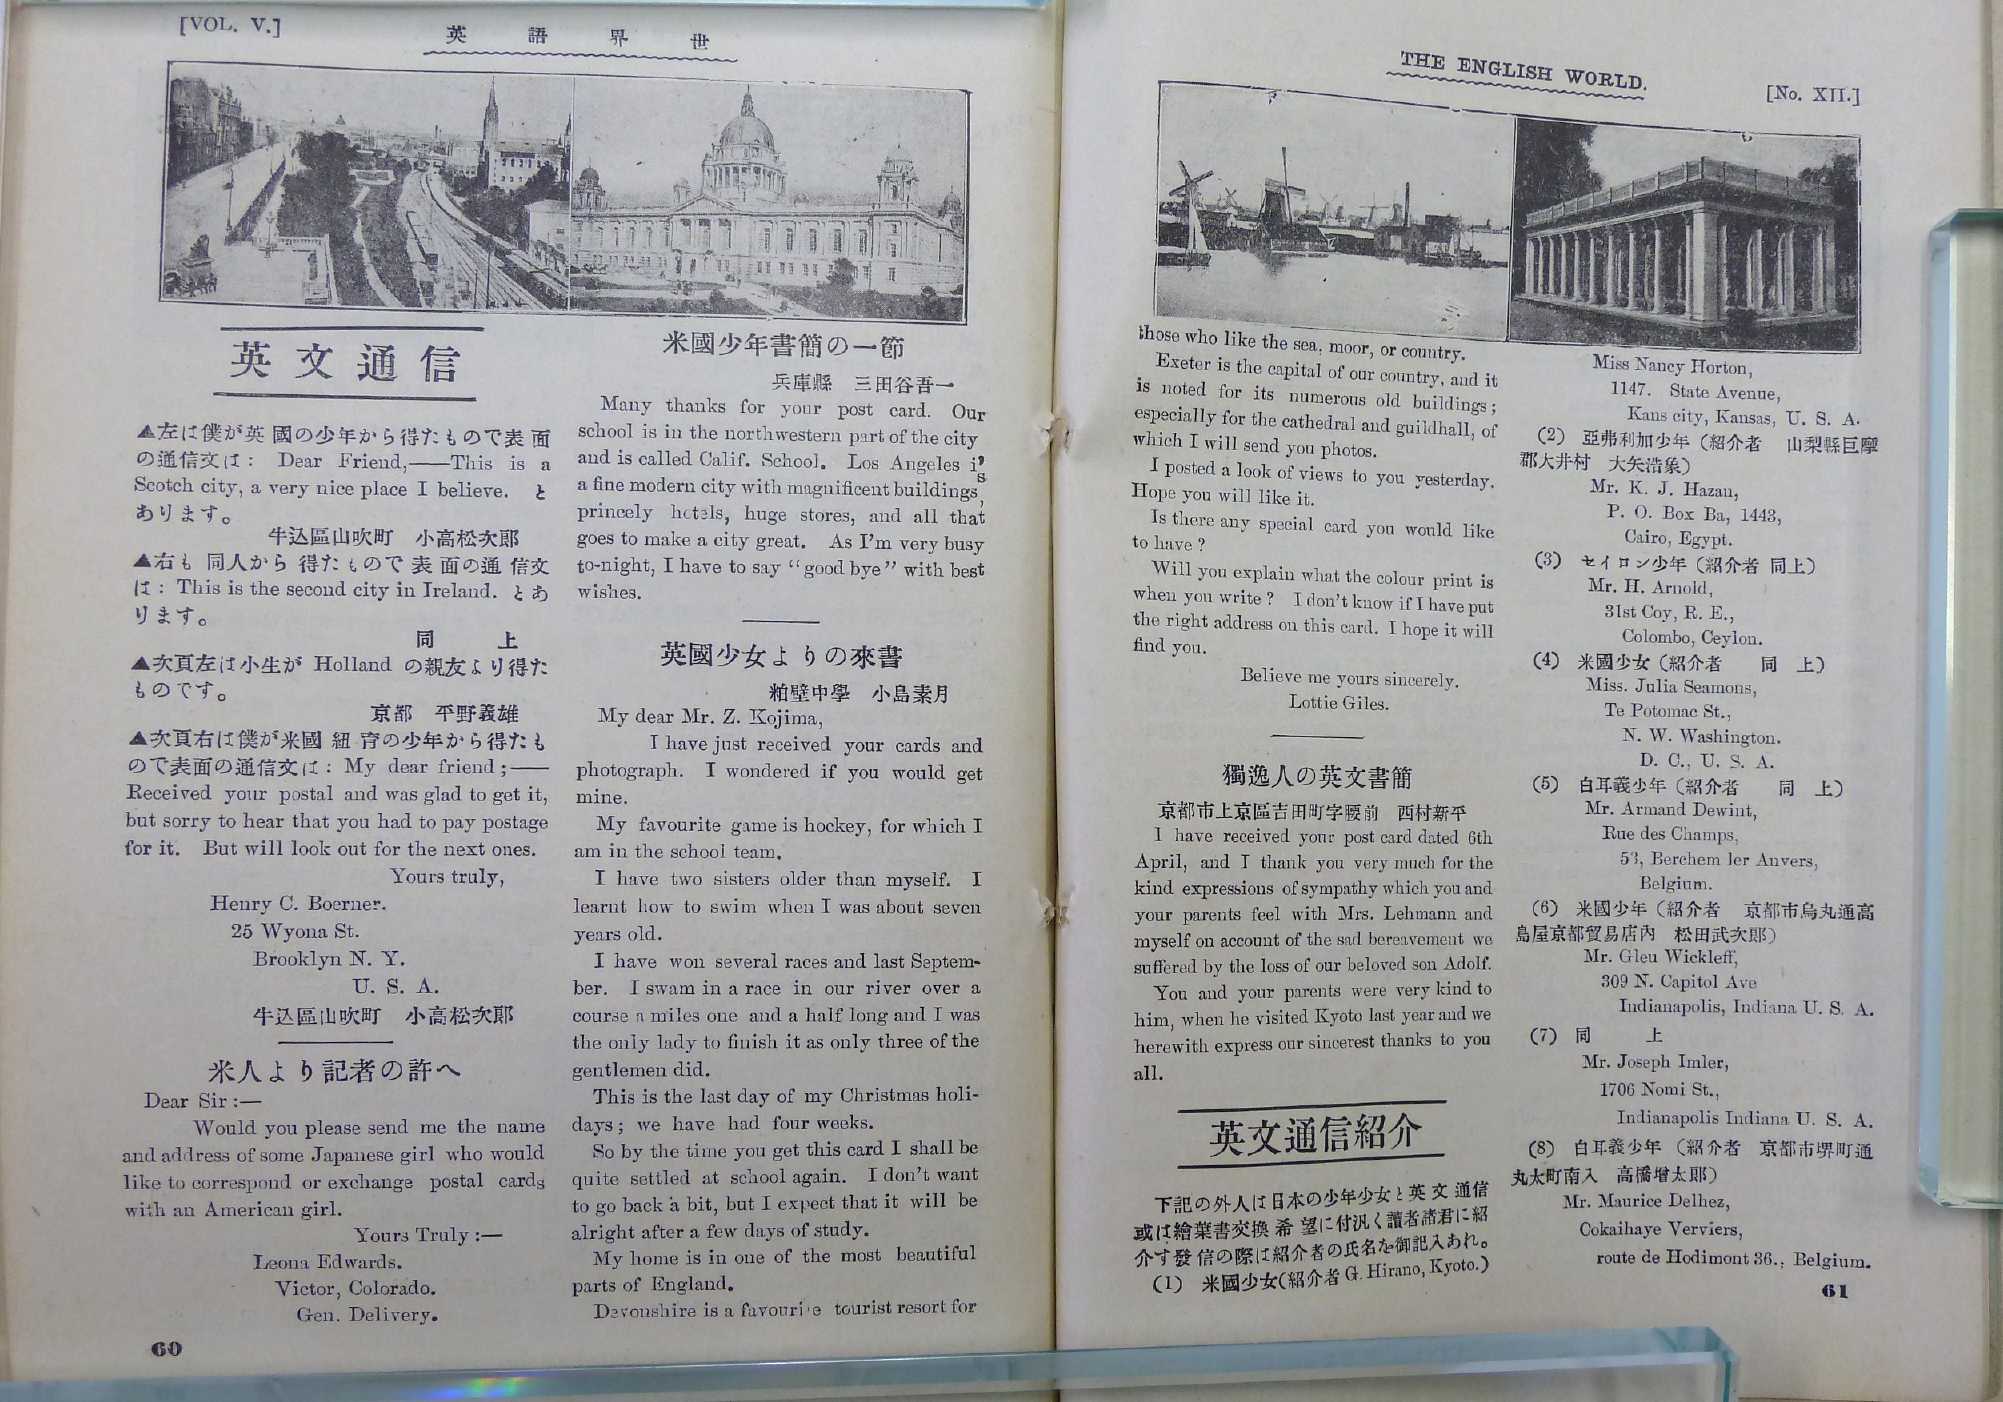 [VOL. V.]
英語界世
英文通信
▲左は僕が英國の少年から得たもので表面
の通信文は： Dear Friend,——This is a
Scotch city, a very nice place I believe. と
あります。
牛込區山吹町 小高松次郎
▲右も同人から得たもので表面の通信文
は：This is the second city in Ireland. とあ
ります。
同 上
▲次頁左は小生が Holland の親友より得た
ものです。
京都 平野義雄
▲次頁右は僕が米國紐育の少年から得たも
ので表面の通信文は：My dear friend;——
Received your postal and was glad to get it,
but sorry to hear that you had to pay postage
for it. But will look out for the next ones.
Yours truly,
Henry C. Boerner.
25 Wyona St.
Brooklyn N. Y.
U. S. A.
牛込區山吹町 小高松次郎
米人より記者の許へ
Dear Sir:—
Would you please send me the name
and address of some Japanese girl who would
like to correspond or exchange postal cards
with an American girl.
Yours Truly:—
Leona Edwards.
Victor, Colorado.
Gen. Delivery.
60
米國少年書簡の一節
兵庫縣 三田谷吾一
Many thanks for your post card. Our
school is in the northwestern part of the city
and is called Calif. School. Los Angeles i's
a fine modern city with magnificent buildings,
princely hotels, huge stores, and all that
goes to make a city great. As I'm very busy
to-night, I have to say “good bye” with best
wishes.
英國少女よりの來書
粕壁中學 小島素月
My dear Mr. Z. Kojima,
I have just received your cards and
photograph. I wondered if you would get
mine.
My favourite game is hockey, for which I
am in the school team.
I have two sisters older than myself. I
learnt how to swim when I was about seven
years old.
I have won several races and last Septem-
ber. I swam in a race in our river over a
course a miles one and a half long and I was
the only lady to finish it as only three of the
gentlemen did.
This is the last day of my Christmas holi-
days; we have had four weeks.
So by the time you get this card I shall be
quite settled at school again. I don't want
to go back a bit, but I expect that it will be
alright after a few days of study.
My home is in one of the most beautiful
parts of England.
Devonshire is a favourite tourist resort for
THE ENGLISH WORLD.
[No. XII.]
those who like the sea, moor, or country.
Exeter is the capital of our country, and it
is noted for its numerous old buildings;
especially for the cathedral and guildhall, of
which I will send you photos.
I posted a look of views to you yesterday.
Hope you will like it.
Is there any special card you would like
to have?
Will you explain what the colour print is
when you write? I don't know if I have put
the right address on this card. I hope it will
find you.
Believe me yours sincerely.
Lottie Giles.
獨逸人の英文書簡
京都市上京區吉田町字腰前 西村新平
I have received your post card dated 6th
April, and I thank you very much for the
kind expressions of sympathy which you and
your parents feel with Mrs. Lehmann and
myself on account of the sad bereavement we
suffered by the loss of our beloved son Adolf.
You and your parents were very kind to
him, when he visited Kyoto last year and we
herewith express our sincerest thanks to you
all.
英文通信紹介
下記の外人は日本の少年少女と英文通信
或は繪葉書交換希望に付汎く讀者諸君に紹
介す發信の際は紹介者の氏名を御記入あれ。
(1) 米國少女（紹介者 G. Hirano, Kyoto.）
Miss Nancy Horton,
1147. State Avenue,
Kans city, Kansas, U. S. A.
(2) 亞弗利加少年（紹介者 山梨縣巨摩
郡大井村 大矢浩象）
Mr. K. J. Hazan,
P. O. Box Ba, 1443,
Cairo, Egypt.
(3) セイロン少年（紹介者 同上）
Mr. H. Arnold,
31st Coy, R. E.,
Colombo, Ceylon.
(4) 米國少女（紹介者 同 上）
Miss. Julia Seamons,
Te Potomac St.,
N. W. Washington.
D. C., U. S. A.
(5) 白耳義少年（紹介者 同 上）
Mr. Armand Dewint,
Rue des Champs,
53, Berchem ler Anvers,
Belgium.
(6) 米國少年（紹介者 京都市烏丸通高
島屋京都貿易店內 松田武次郎）
Mr. Gleu Wickleff,
309 N. Capitol Ave
Indianapolis, Indiana U. S. A.
(7) 同 上
Mr. Joseph Imler,
1706 Nomi St.,
Indianapolis Indiana U. S. A.
(8) 白耳義少年（紹介者 京都市堺町通
丸太町南入 高橋增太郎）
Mr. Maurice Delhez,
Cokaihaye Verviers,
route de Hodimont 36., Belgium.
61